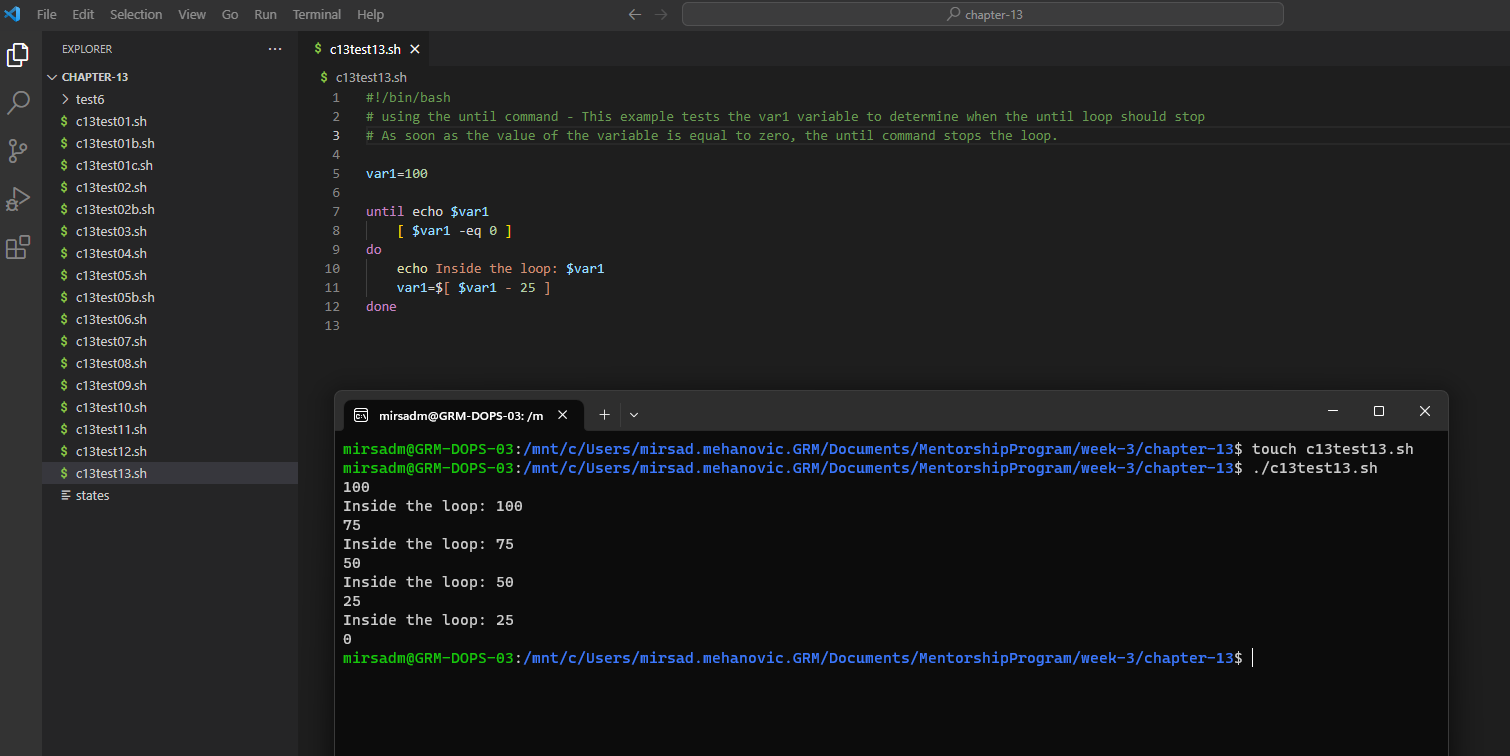 File Edit Selection View Go Run Terminal Help
chapter-13
EXPLORER
CHAPTER-13
test6
$ c13test01.sh
$ c13test01b.sh
$ c13test01c.sh
$ c13test02.sh
$ c13test02b.sh
$ c13test03.sh
$ c13test04.sh
$ c13test05.sh
$ c13test05b.sh
$ c13test06.sh
$ c13test07.sh
$ c13test08.sh
$ c13test09.sh
$ c13test10.sh
$ c13test11.sh
$ c13test12.sh
$ c13test13.sh
states
$ c13test13.sh
$ c13test13.sh
1 #!/bin/bash
2 # using the until command - This example tests the var1 variable to determine when the until loop should stop
3 # As soon as the value of the variable is equal to zero, the until command stops the loop.
4
5 var1=100
6
7 until echo $var1
8 [ $var1 -eq 0 ]
9 do
10 echo Inside the loop: $var1
11 var1=$[ $var1 - 25 ]
12 done
13
mirsadm@GRM-DOPS-03: /m
mirsadm@GRM-DOPS-03:/mnt/c/Users/mirsad.mehanovic.GRM/Documents/MentorshipProgram/week-3/chapter-13$ touch c13test13.sh
mirsadm@GRM-DOPS-03:/mnt/c/Users/mirsad.mehanovic.GRM/Documents/MentorshipProgram/week-3/chapter-13$ ./c13test13.sh
100
Inside the loop: 100
75
Inside the loop: 75
50
Inside the loop: 50
25
Inside the loop: 25
0
mirsadm@GRM-DOPS-03:/mnt/c/Users/mirsad.mehanovic.GRM/Documents/MentorshipProgram/week-3/chapter-13$